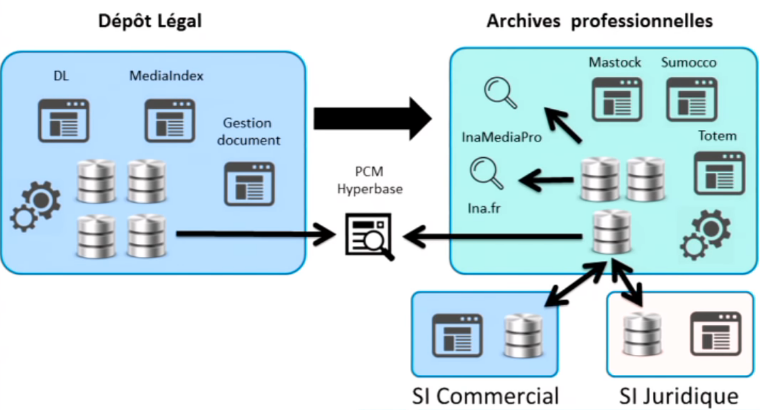 Dépôt Légal
Archives professionnelles
DL
MediaIndex
Gestion
document
PCM
Hyperbase
Mastock
Sumocco
InaMediaPro
Totem
Ina.fr
SI Commercial
SI Juridique